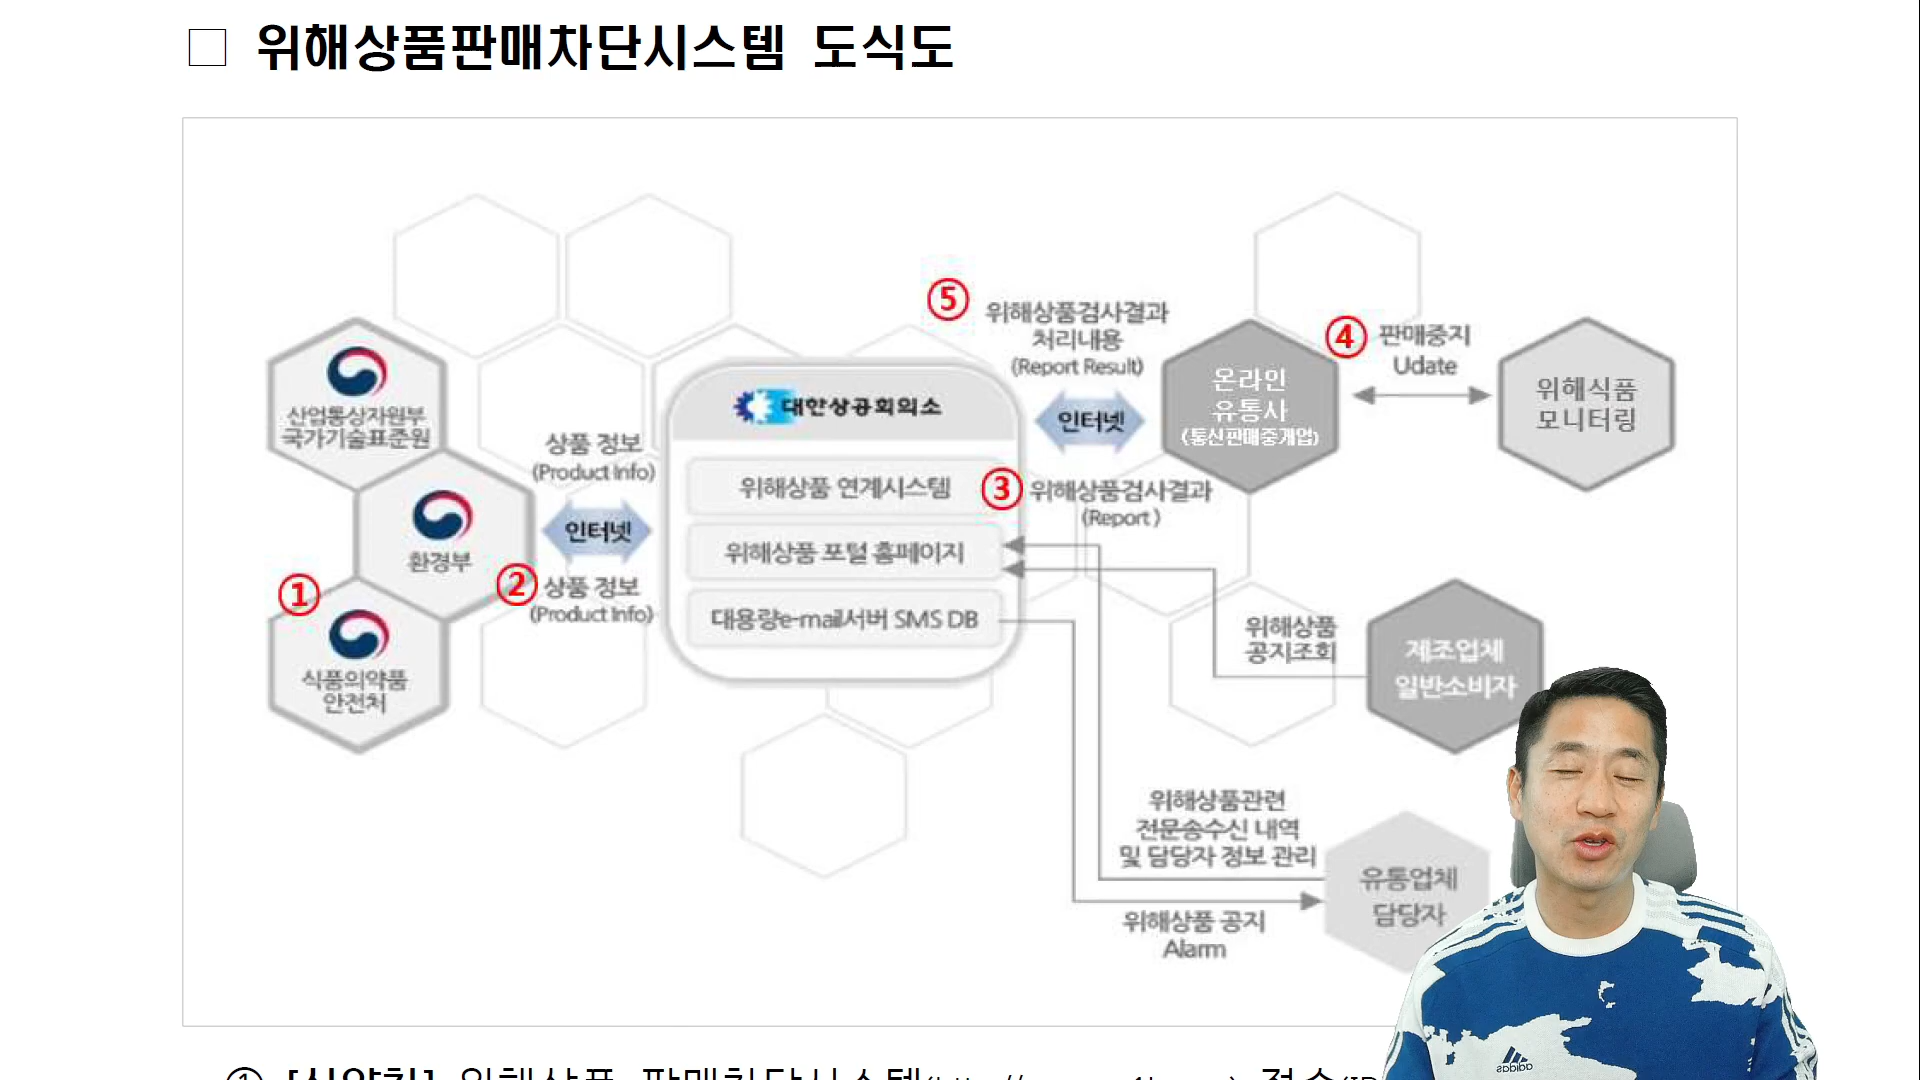 □ 위해상품판매차단시스템 도식도
⑤
위해상품검사결과
처리내용
(Report Result)
④
판매중지
Udate
산업통상자원부
국가기술표준원
대한상공회의소
인터넷
온라인
유통사
(통신판매중개업)
위해식품
모니터링
상품 정보
(Product Info)
위해상품 연계시스템
③
위해상품검사결과
(Report )
환경부
인터넷
위해상품 포털 홈페이지
①
②
상품 정보
(Product Info)
대용량e-mail서버 SMS DB
식품의약품
안전처
위해상품
공지조회
제조업체
일반소비자
위해상품관련
전문송수신 내역
및 담당자 정보 관리
유통업체
담당자
위해상품 공지
Alarm
adidas